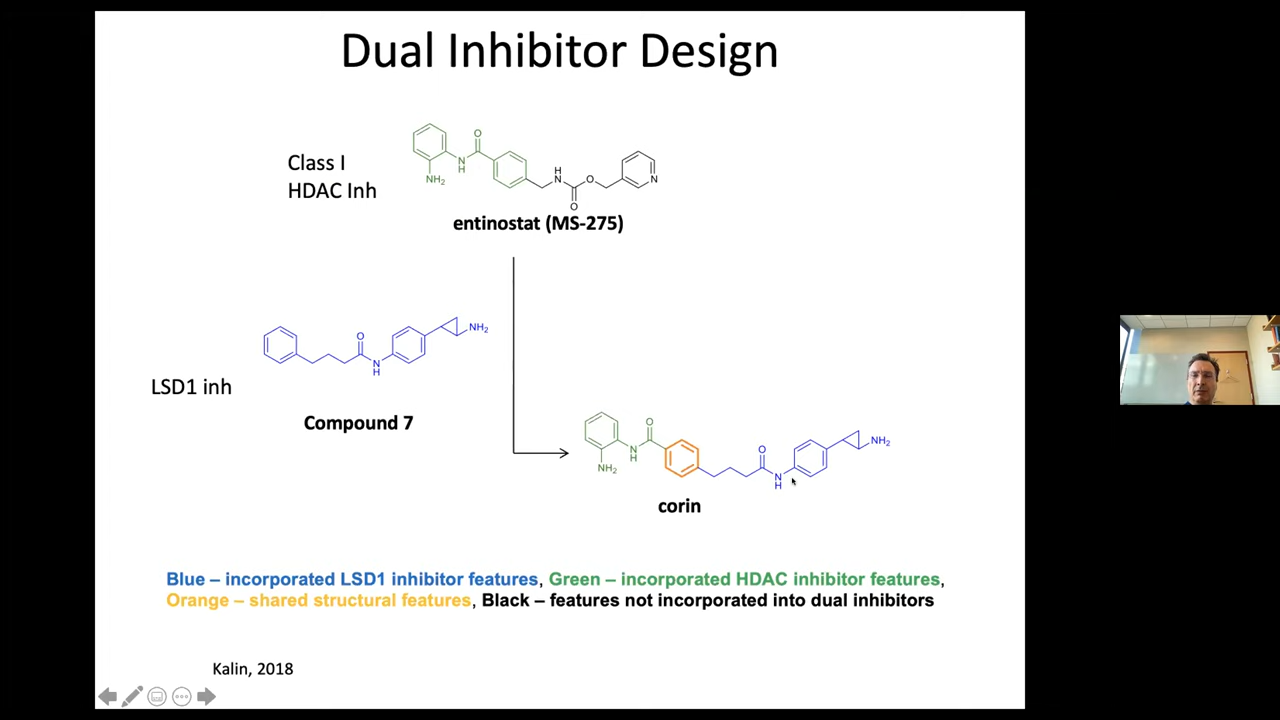 Dual Inhibitor Design
Class I
HDAC Inh
O
N
H
NH₂
H
N
O
O
N
entinostat (MS-275)
O
N
H
NH₂
LSD1 inh
Compound 7
O
N
H
NH₂
O
N
H
NH₂
corin
Blue – incorporated LSD1 inhibitor features, Green – incorporated HDAC inhibitor features,
Orange – shared structural features, Black – features not incorporated into dual inhibitors
Kalin, 2018